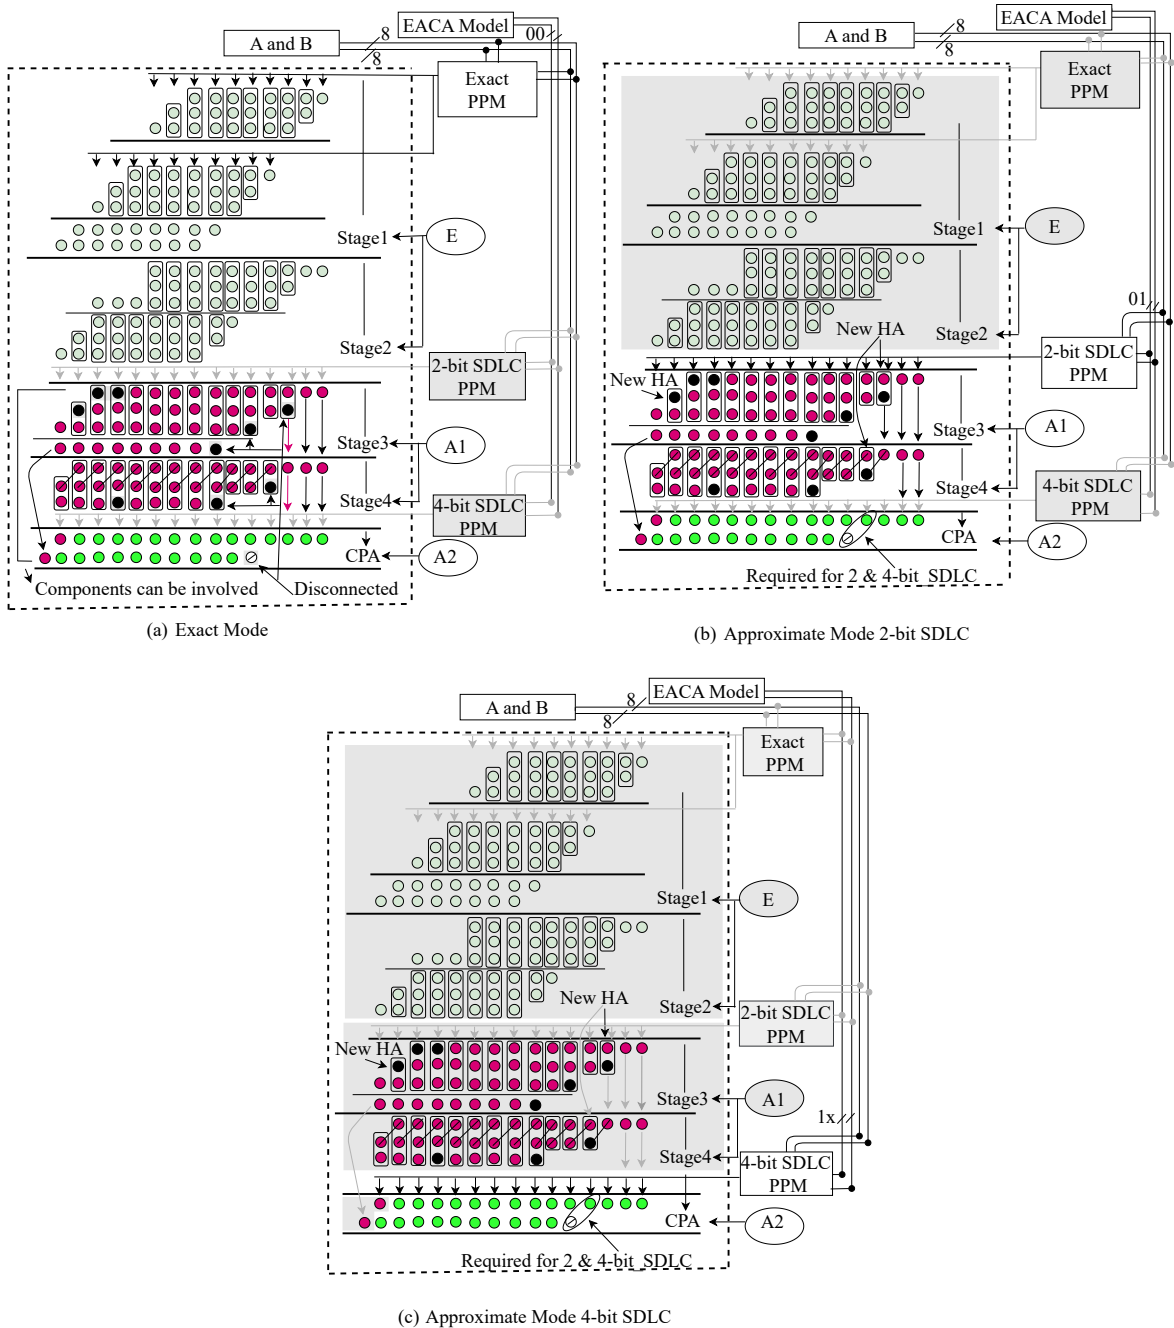 EACA Model
A and B
8
8
00
Exact
PPM
Stage1
E
Stage2
2-bit SDLC
PPM
Stage3
A1
Stage4
4-bit SDLC
PPM
CPA
A2
Components can be involved
Disconnected
(a) Exact Mode
EACA Model
A and B
8
8
Exact
PPM
Stage1
E
01
New HA
Stage2
2-bit SDLC
PPM
New HA
Stage3
A1
Stage4
4-bit SDLC
PPM
CPA
A2
Required for 2 & 4-bit_SDLC
(b) Approximate Mode 2-bit SDLC
EACA Model
A and B
8
8
Exact
PPM
Stage1
E
New HA
Stage2
2-bit SDLC
PPM
New HA
Stage3
A1
1x
Stage4
4-bit SDLC
PPM
CPA
A2
Required for 2 & 4-bit_SDLC
(c) Approximate Mode 4-bit SDLC